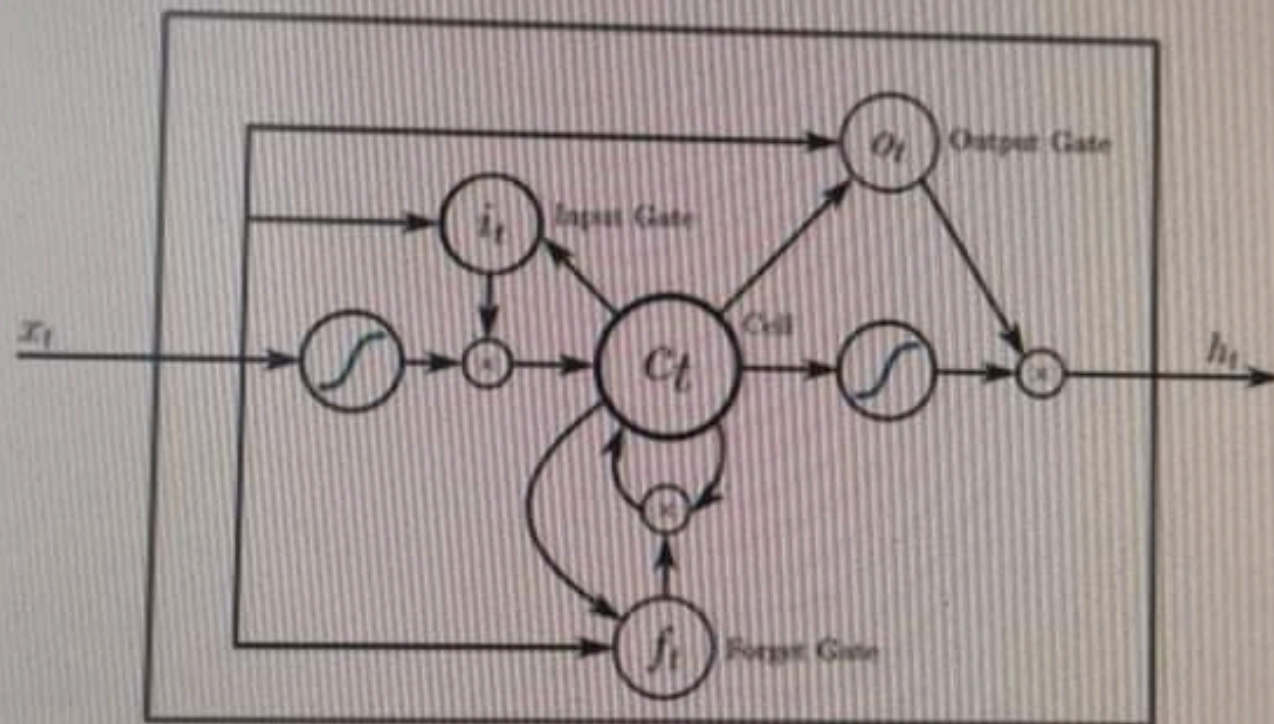 o_t Output Gate
i_t Input Gate
x_t
Cell
c_t
h_t
×
×
×
f_t Forget Gate